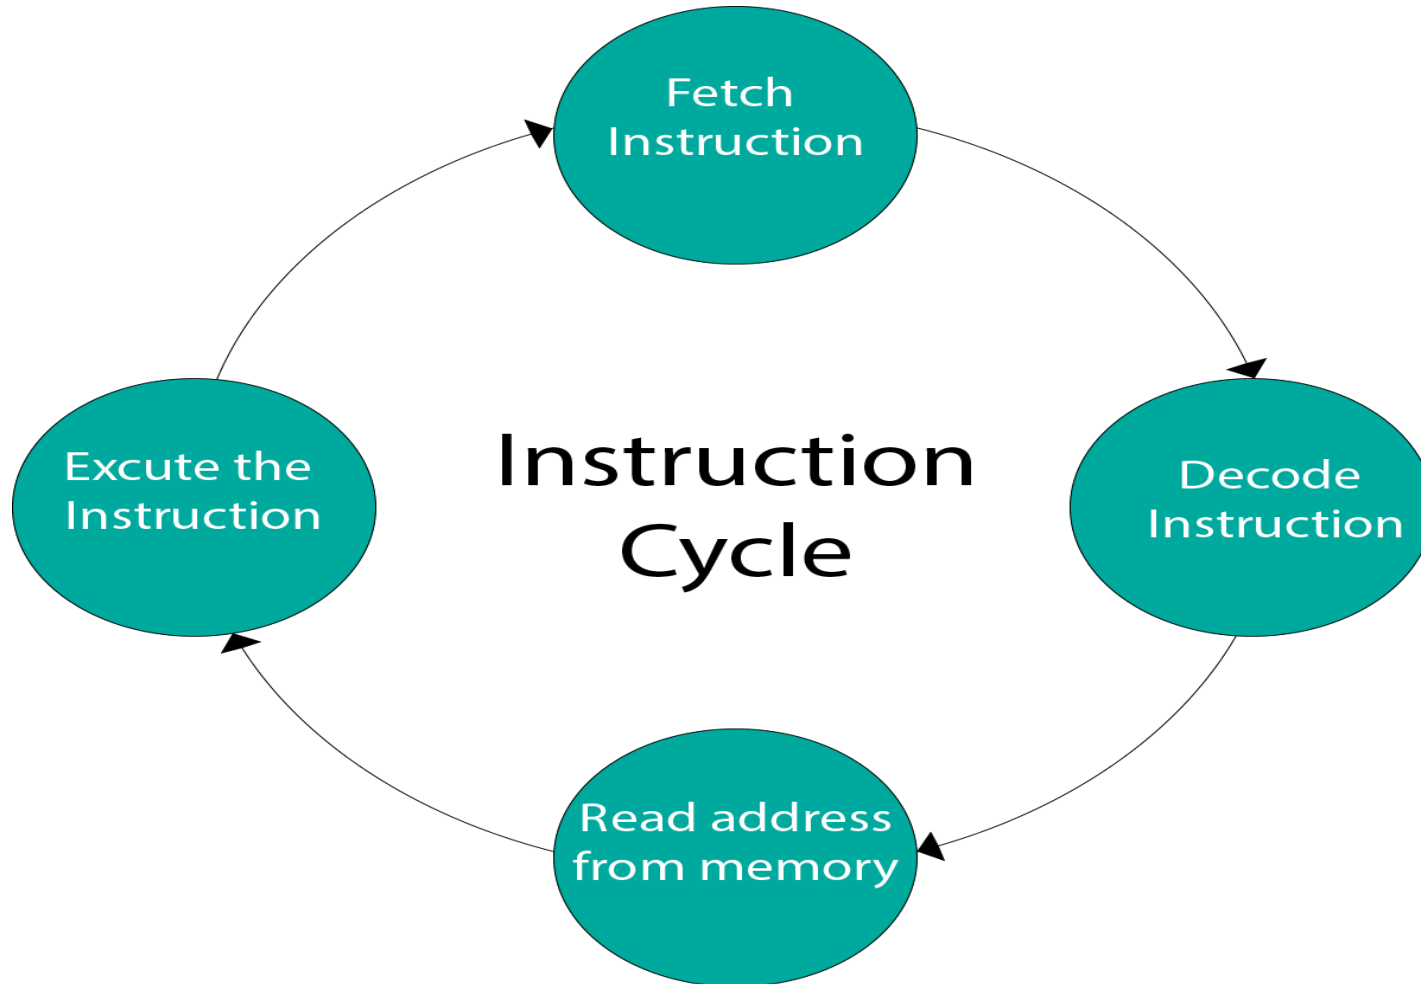 Fetch
Instruction
Excute the
Instruction
Instruction
Cycle
Decode
Instruction
Read address
from memory